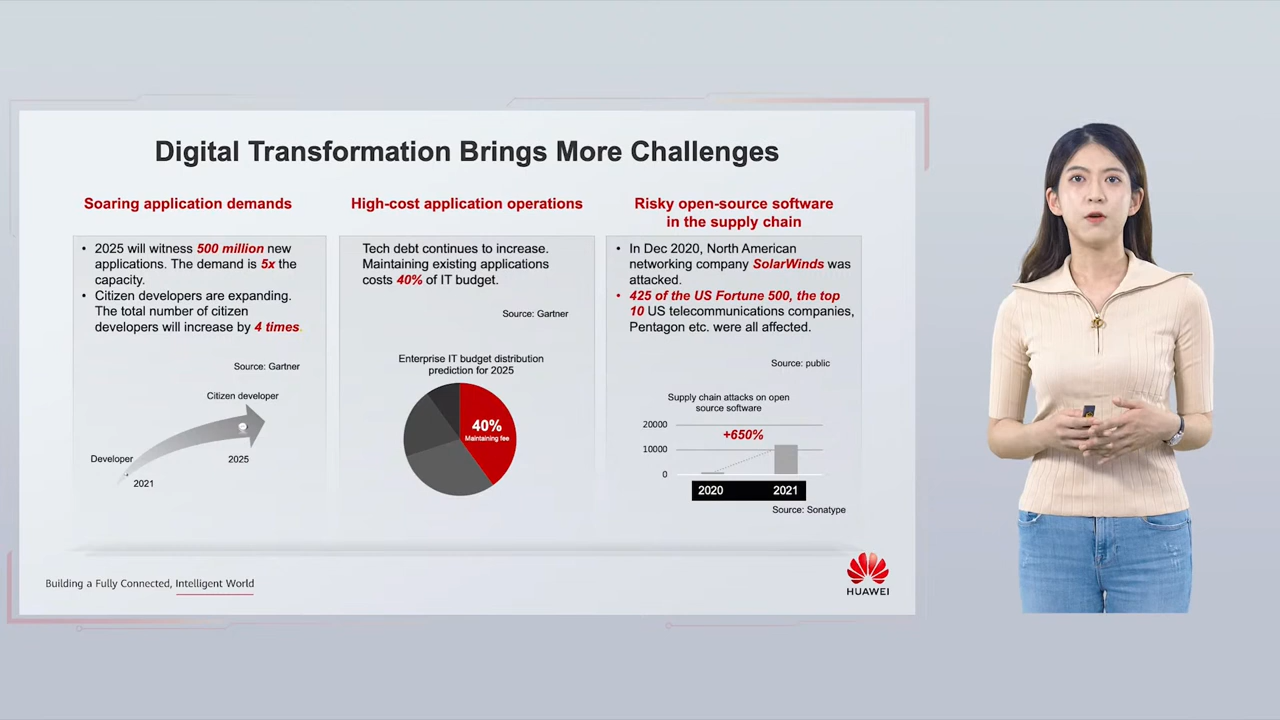 Digital Transformation Brings More Challenges
Soaring application demands
• 2025 will witness 500 million new
applications. The demand is 5x the
capacity.
• Citizen developers are expanding.
The total number of citizen
developers will increase by 4 times.
Source: Gartner
Citizen developer
Developer
2025
2021
High-cost application operations
Tech debt continues to increase.
Maintaining existing applications
costs 40% of IT budget.
Source: Gartner
Enterprise IT budget distribution
prediction for 2025
40%
Maintaining fee
Risky open-source software
in the supply chain
• In Dec 2020, North American
networking company SolarWinds was
attacked.
• 425 of the US Fortune 500, the top
10 US telecommunications companies,
Pentagon etc. were all affected.
Source: public
Supply chain attacks on open
source software
20000
+650%
10000
0
2020 2021
Source: Sonatype
Building a Fully Connected, Intelligent World
HUAWEI